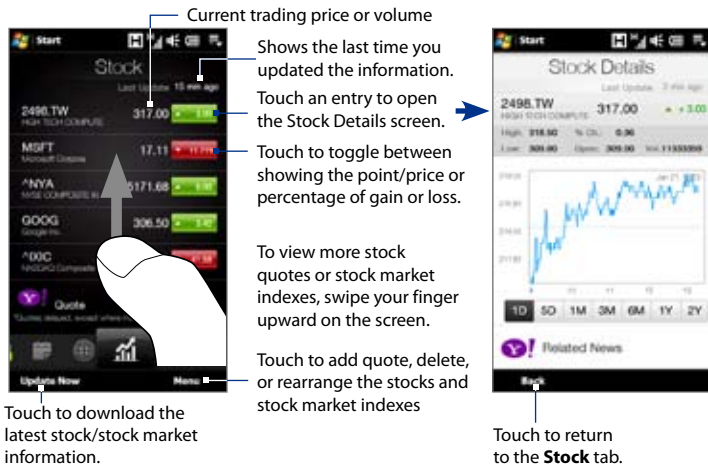 Current trading price or volume
Start
Stock
Last Update 15 min ago
2498.TW
HIGH TECH COMPUTE
317.00
MSFT
Microsoft
17.11
^NYA
NYSE COMPOSITE IN
5171.68
GOOG
Google Inc.
306.50
NASDAQ Composite
Y! Quote
Update Now
Menu
Shows the last time you
updated the information.
Touch an entry to open
the Stock Details screen.
Touch to toggle between
showing the point/price or
percentage of gain or loss.
To view more stock
quotes or stock market
indexes, swipe your finger
upward on the screen.
Touch to add quote, delete,
or rearrange the stocks and
stock market indexes
Touch to download the
latest stock/stock market
information.
Start
Stock Details
Last Update min ago
2498.TW
HIGH TECH COMPUTE
317.00
+ 3.00
High: 318.50 % Ch.: 0.96
Low: 309.00 Open: 309.00
1D 5D 1M 3M 6M 1Y 2Y
Y! Related News
Back
Touch to return
to the Stock tab.